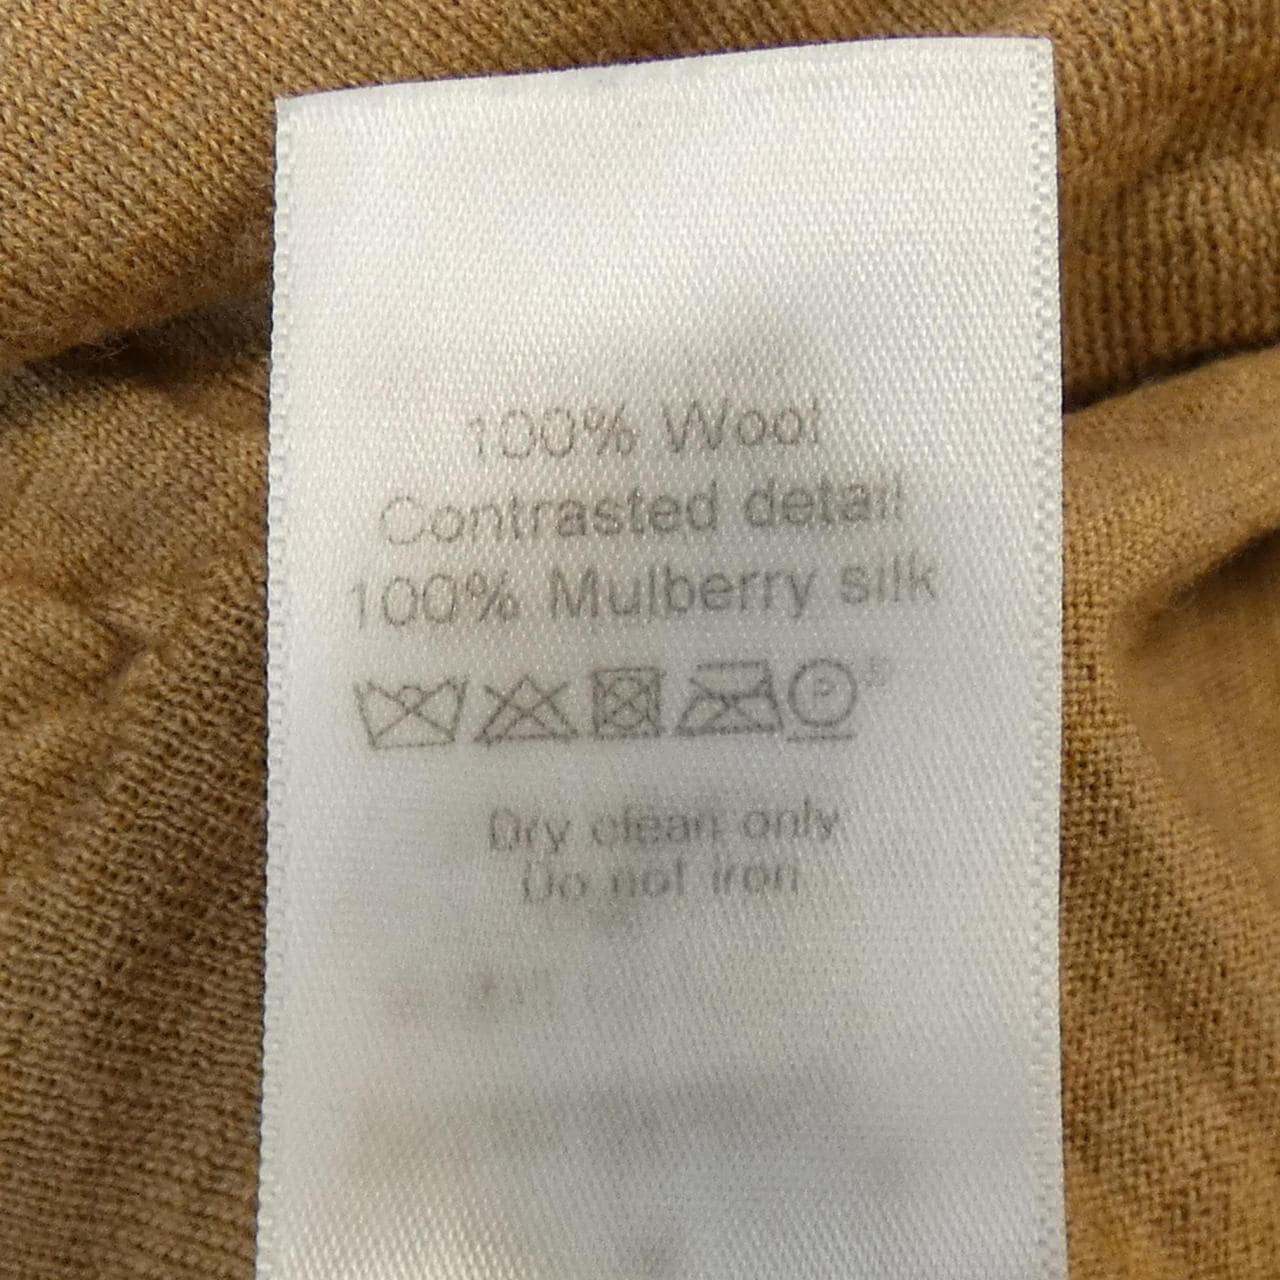 100% Wool
Contrasted detail
100% Mulberry silk
P
Dry clean only
Do not iron